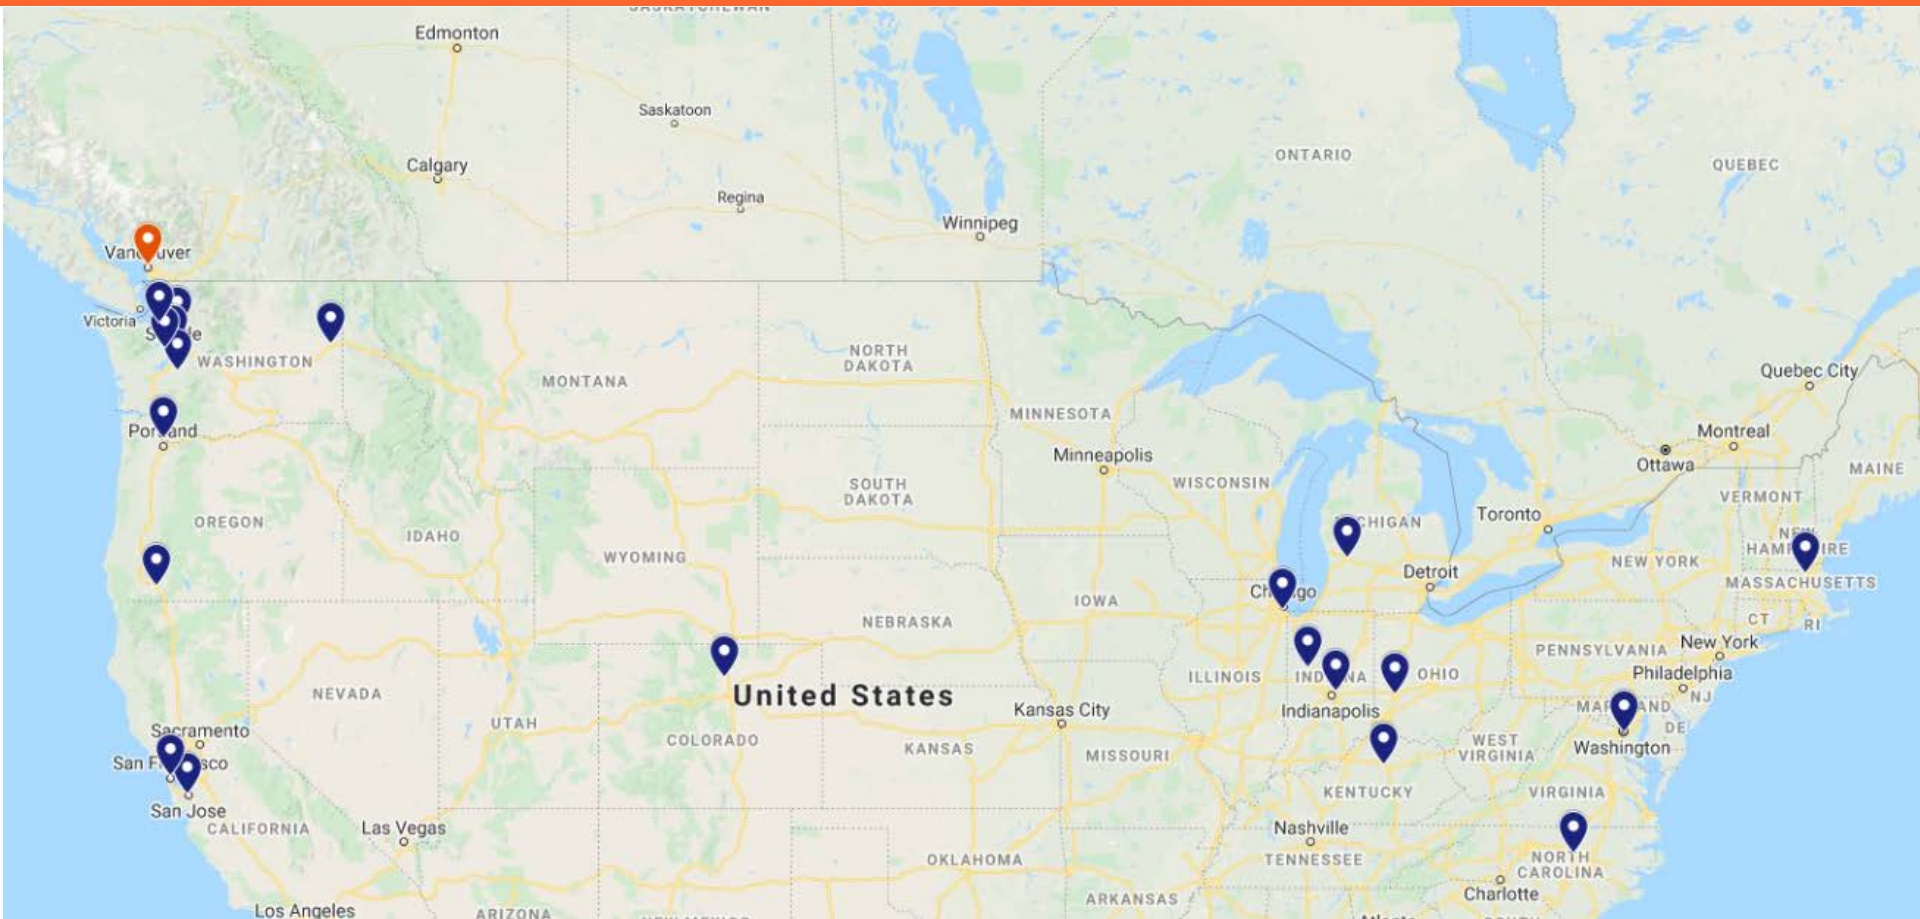 Edmonton
Saskatoon
Calgary
ONTARIO
QUEBEC
Regina
Winnipeg
Victoria
WASHINGTON
NORTH
DAKOTA
MONTANA
Quebec City
MINNESOTA
Montreal
Minneapolis
Ottawa
MAINE
WISCONSIN
SOUTH
DAKOTA
VERMONT
Toronto
OREGON
IDAHO
WYOMING
NEW YORK
Detroit
MASSACHUSETTS
IOWA
CT
RI
NEBRASKA
New York
PENNSYLVANIA
Philadelphia
ILLINOIS
OHIO
NJ
NEVADA
United States
Kansas City
Indianapolis
DE
UTAH
Sacramento
COLORADO
KANSAS
MISSOURI
WEST
VIRGINIA
Washington
San Jose
KENTUCKY
VIRGINIA
CALIFORNIA
Las Vegas
Nashville
OKLAHOMA
TENNESSEE
NORTH
CAROLINA
ARKANSAS
Charlotte
Los Angeles
ARIZONA